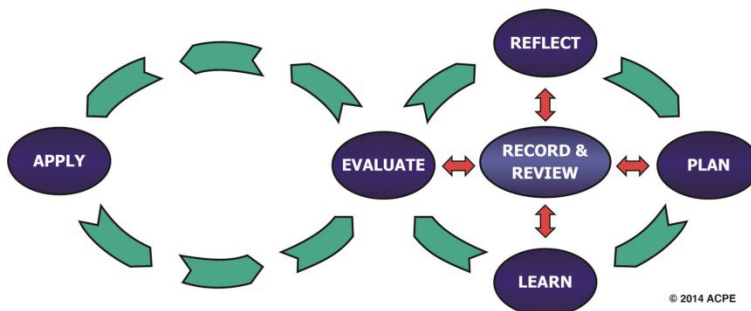 REFLECT
APPLY
EVALUATE
RECORD &
REVIEW
PLAN
LEARN
© 2014 ACPE